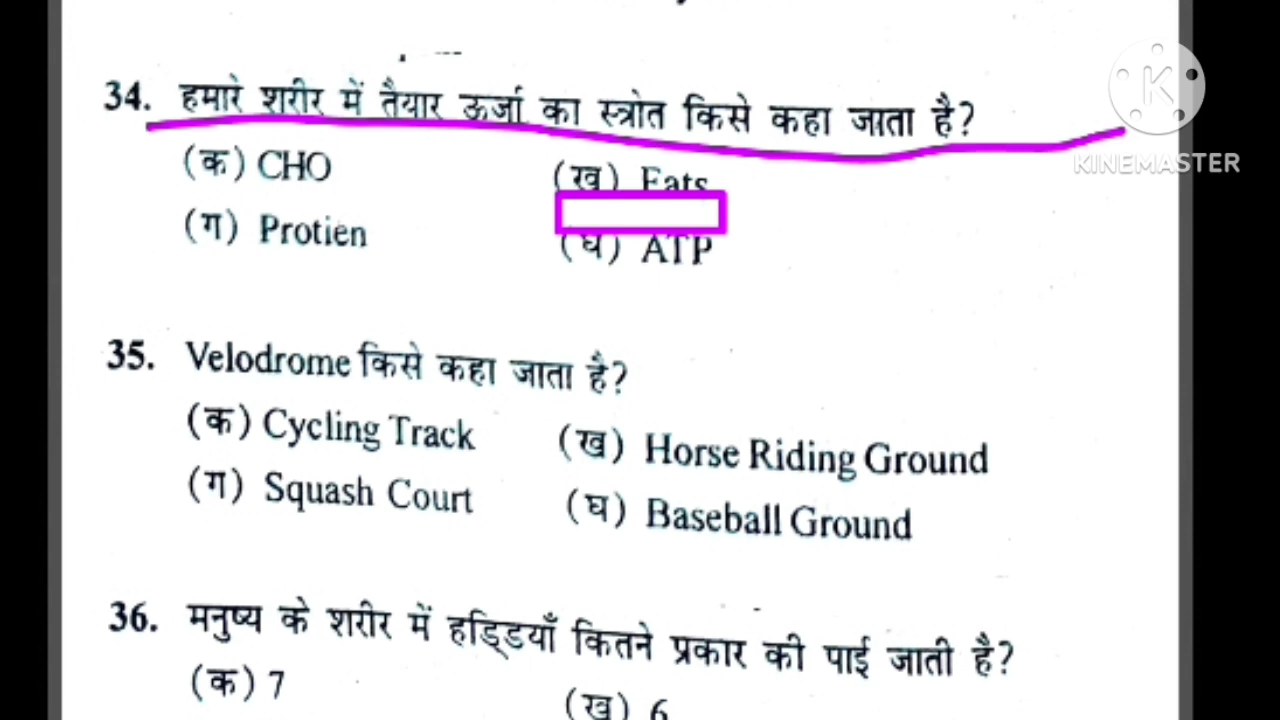 34. हमारे शरीर में तैयार ऊर्जा का स्त्रोत किसे कहा जाता है?
KINEMASTER
(क) CHO (ख) Fats
(ग) Protien (घ) ATP
35. Velodrome किसे कहा जाता है?
(क) Cycling Track (ख) Horse Riding Ground
(ग) Squash Court (घ) Baseball Ground
36. मनुष्य के शरीर में हड्डियाँ कितने प्रकार की पाई जाती है?
(क) 7 (ख) 6